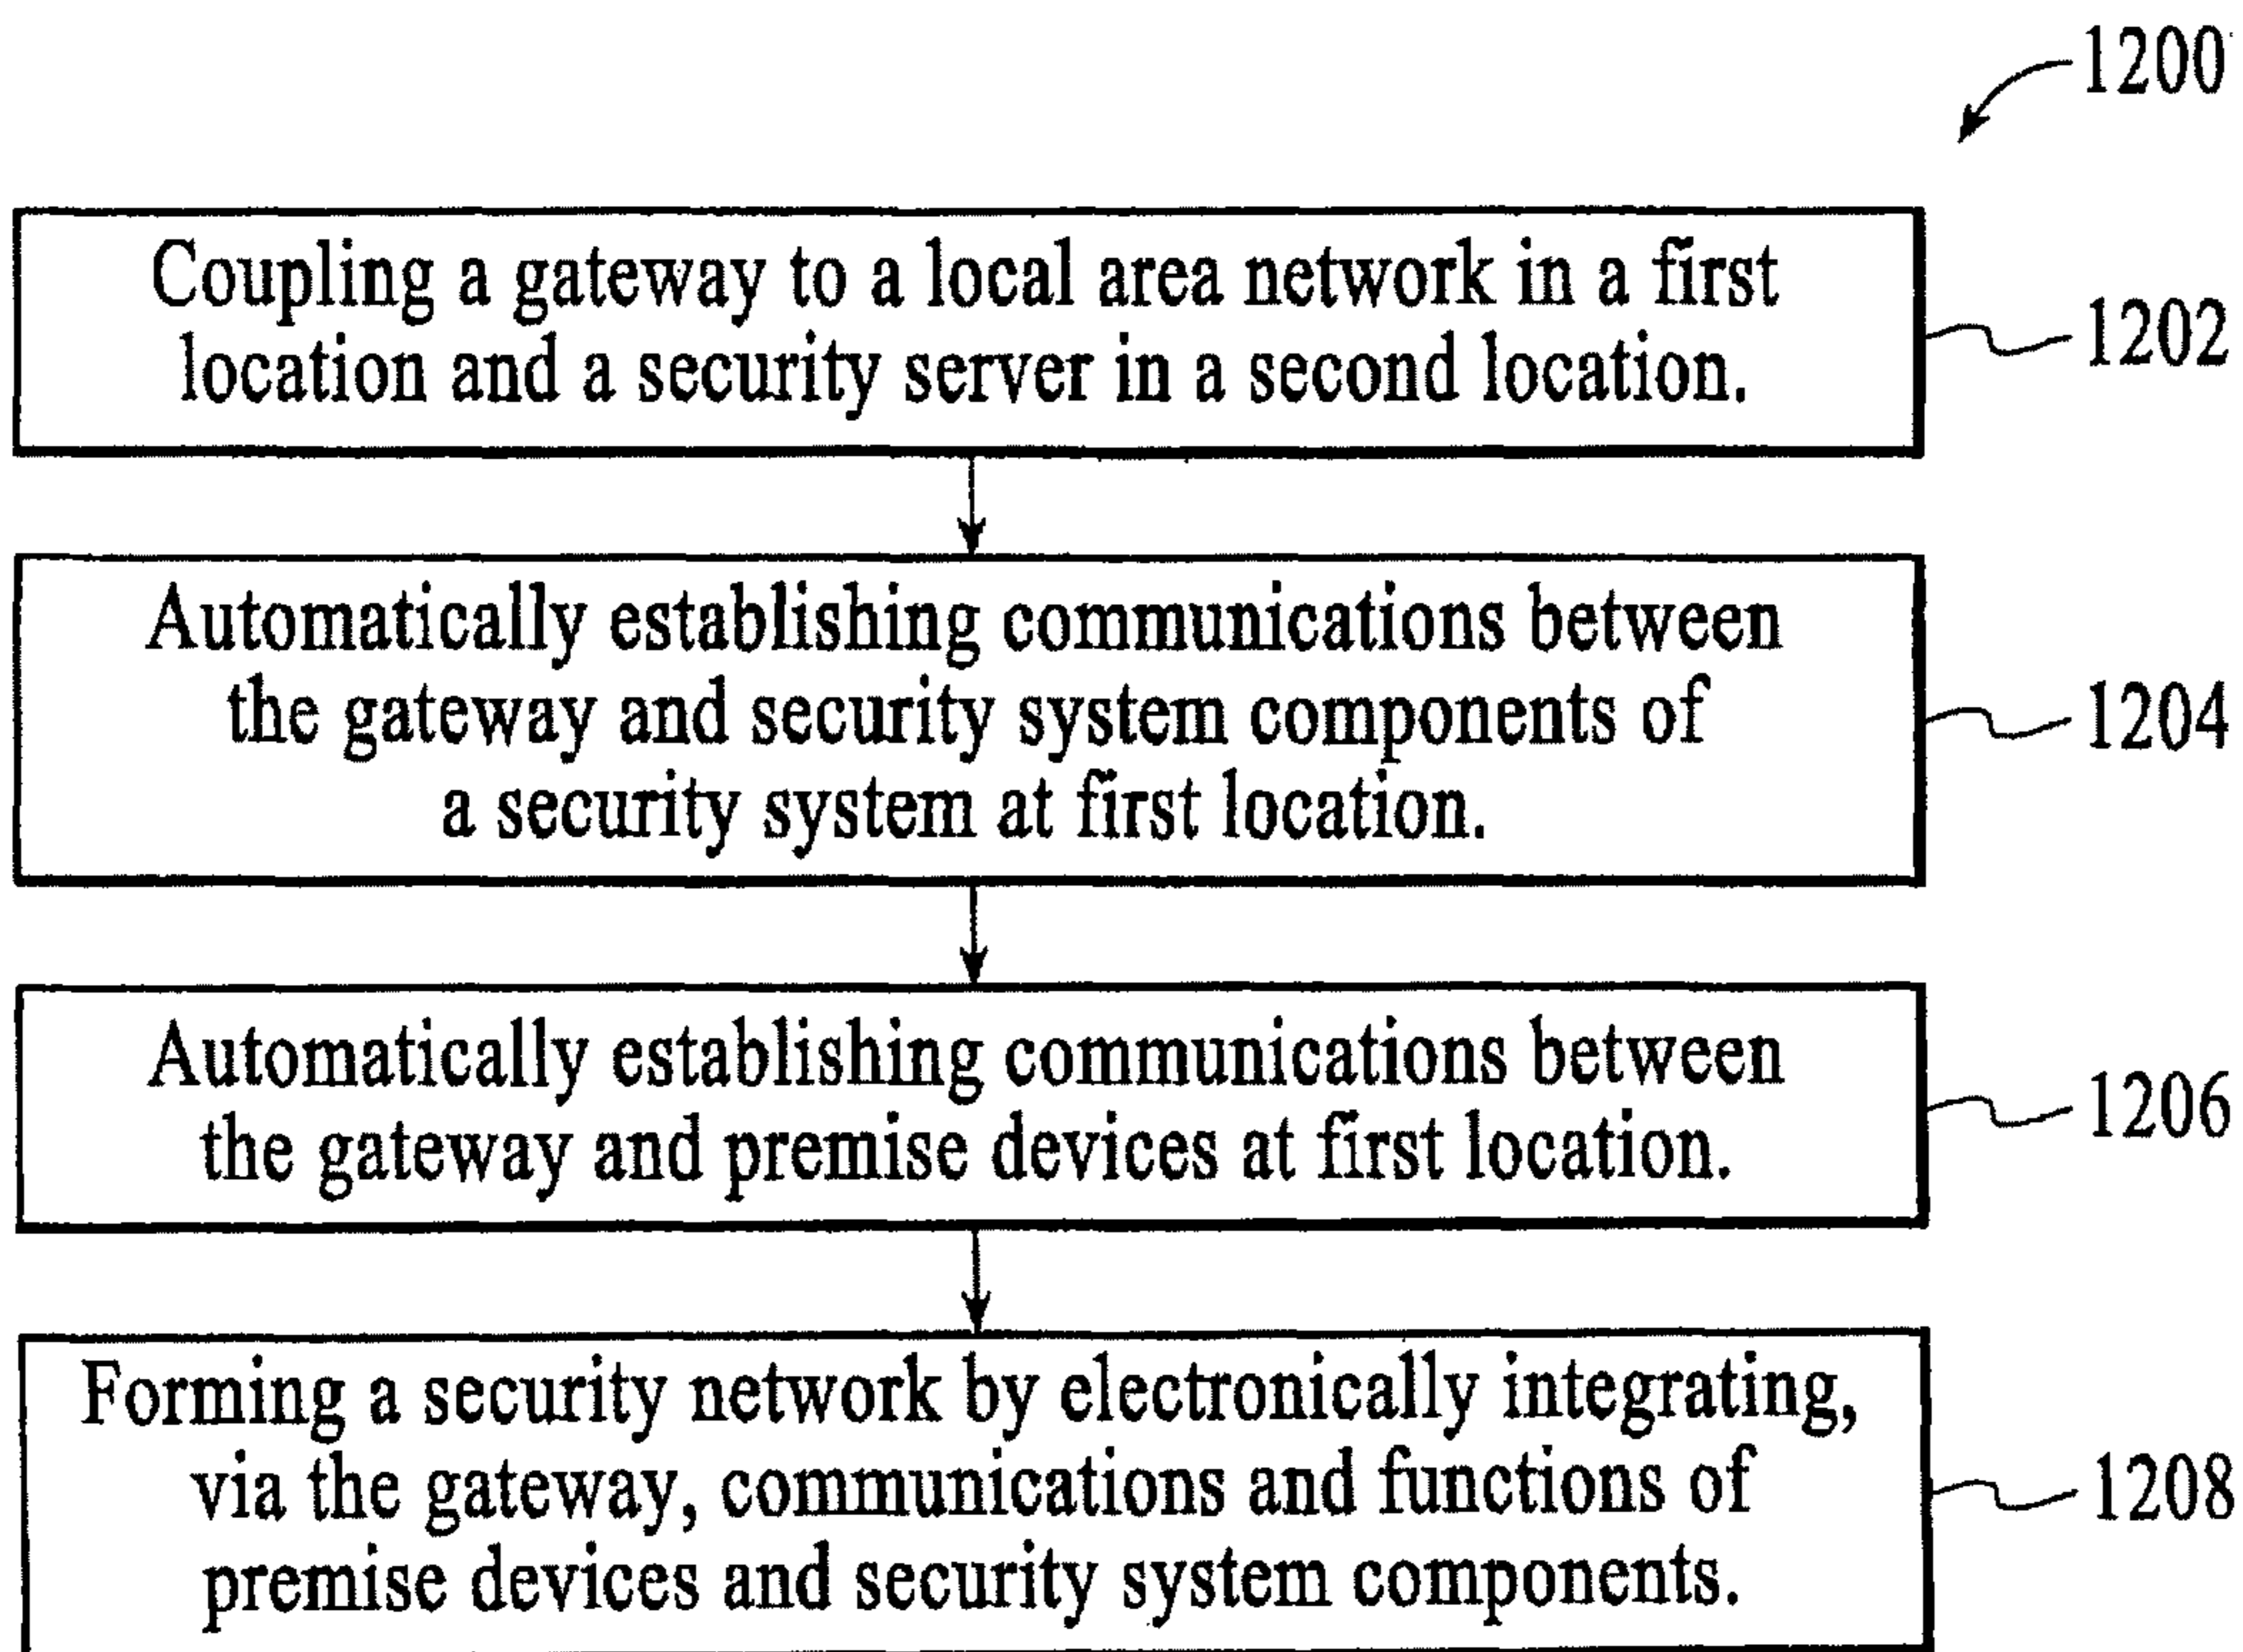 1200
Coupling a gateway to a local area network in a first
location and a security server in a second location.
1202
Automatically establishing communications between
the gateway and security system components of
a security system at first location.
1204
Automatically establishing communications between
the gateway and premise devices at first location.
1206
Forming a security network by electronically integrating,
via the gateway, communications and functions of
premise devices and security system components.
1208